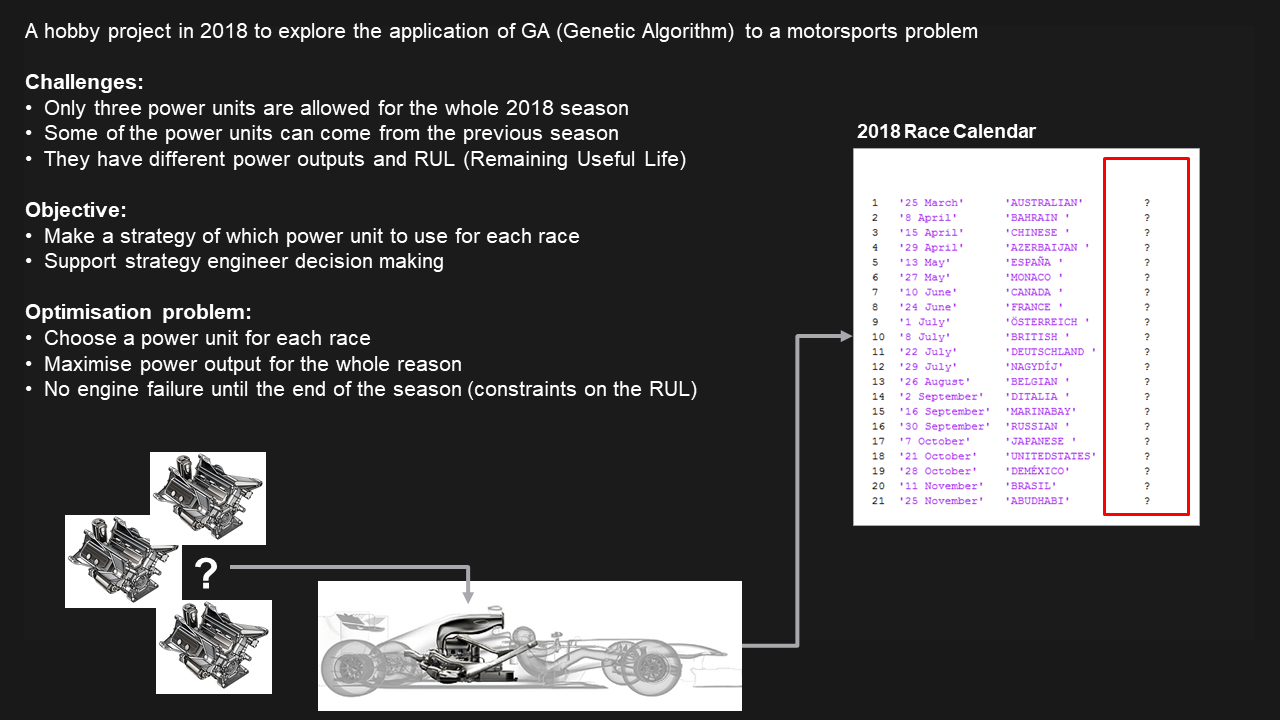 A hobby project in 2018 to explore the application of GA (Genetic Algorithm) to a motorsports problem
Challenges:
• Only three power units are allowed for the whole 2018 season
• Some of the power units can come from the previous season
• They have different power outputs and RUL (Remaining Useful Life)
Objective:
• Make a strategy of which power unit to use for each race
• Support strategy engineer decision making
Optimisation problem:
• Choose a power unit for each race
• Maximise power output for the whole reason
• No engine failure until the end of the season (constraints on the RUL)
?
2018 Race Calendar
1 '25 March' 'AUSTRALIAN' ?
2 '8 April' 'BAHRAIN ' ?
3 '15 April' 'CHINESE ' ?
4 '29 April' 'AZERBAIJAN ' ?
5 '13 May' 'ESPAÑA ' ?
6 '27 May' 'MONACO ' ?
7 '10 June' 'CANADA ' ?
8 '24 June' 'FRANCE ' ?
9 '1 July' 'ÖSTERREICH ' ?
10 '8 July' 'BRITISH ' ?
11 '22 July' 'DEUTSCHLAND ' ?
12 '29 July' 'NAGYDÍJ' ?
13 '26 August' 'BELGIAN ' ?
14 '2 September' 'DITALIA ' ?
15 '16 September' 'MARINABAY' ?
16 '30 September' 'RUSSIAN ' ?
17 '7 October' 'JAPANESE ' ?
18 '21 October' 'UNITEDSTATES' ?
19 '28 October' 'DEMÉXICO' ?
20 '11 November' 'BRASIL' ?
21 '25 November' 'ABUDHABI' ?